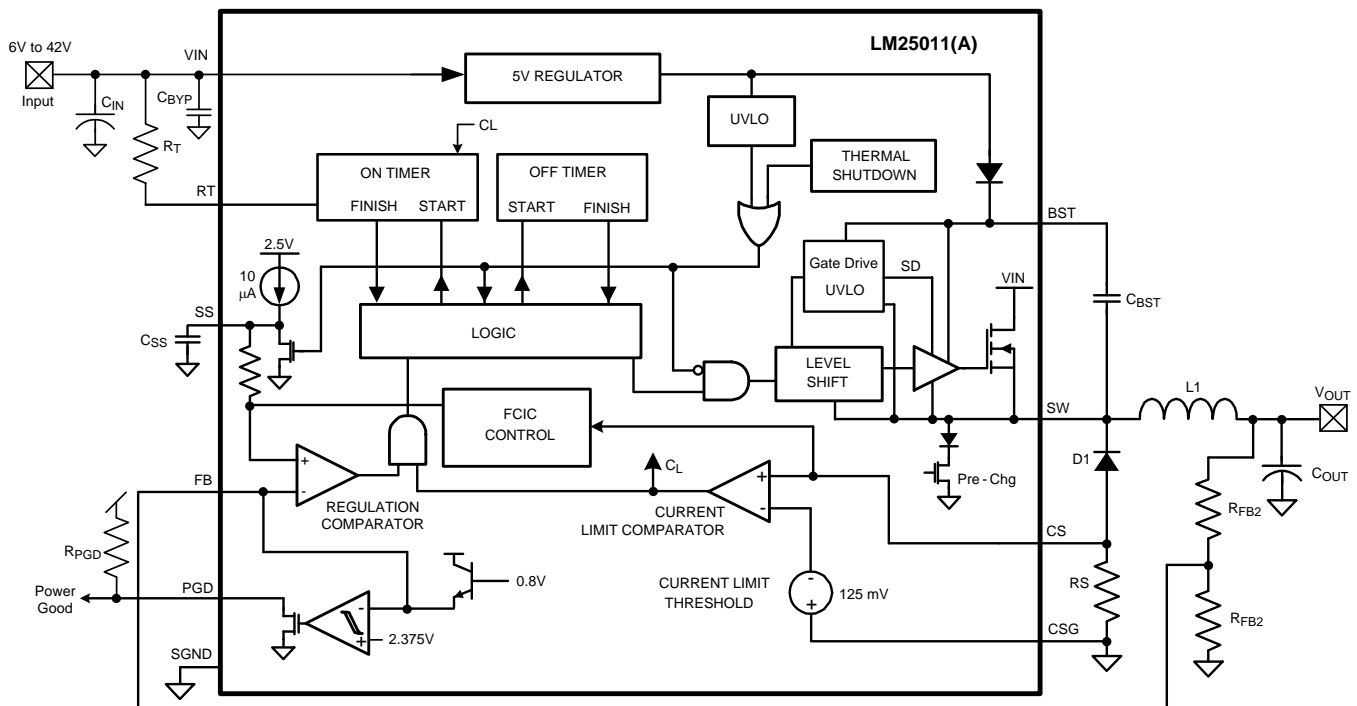 LM25011(A)
6V to 42V
Input
VIN
CIN
CBYP
RT
RT
5V REGULATOR
UVLO
THERMAL
SHUTDOWN
CL
ON TIMER
FINISH START
OFF TIMER
START FINISH
BST
2.5V
10
µA
SS
CSS
LOGIC
Gate Drive
UVLO
SD
VIN
CBST
LEVEL
SHIFT
FCIC
CONTROL
SW
L1
VOUT
COUT
D1
Pre - Chg
+
-
REGULATION
COMPARATOR
FB
CL
+
-
CURRENT
LIMIT COMPARATOR
CS
RFB2
RPGD
Power
Good
PGD
0.8V
-
+
2.375V
CURRENT LIMIT
THRESHOLD
-
+
125 mV
RS
RFB2
CSG
SGND